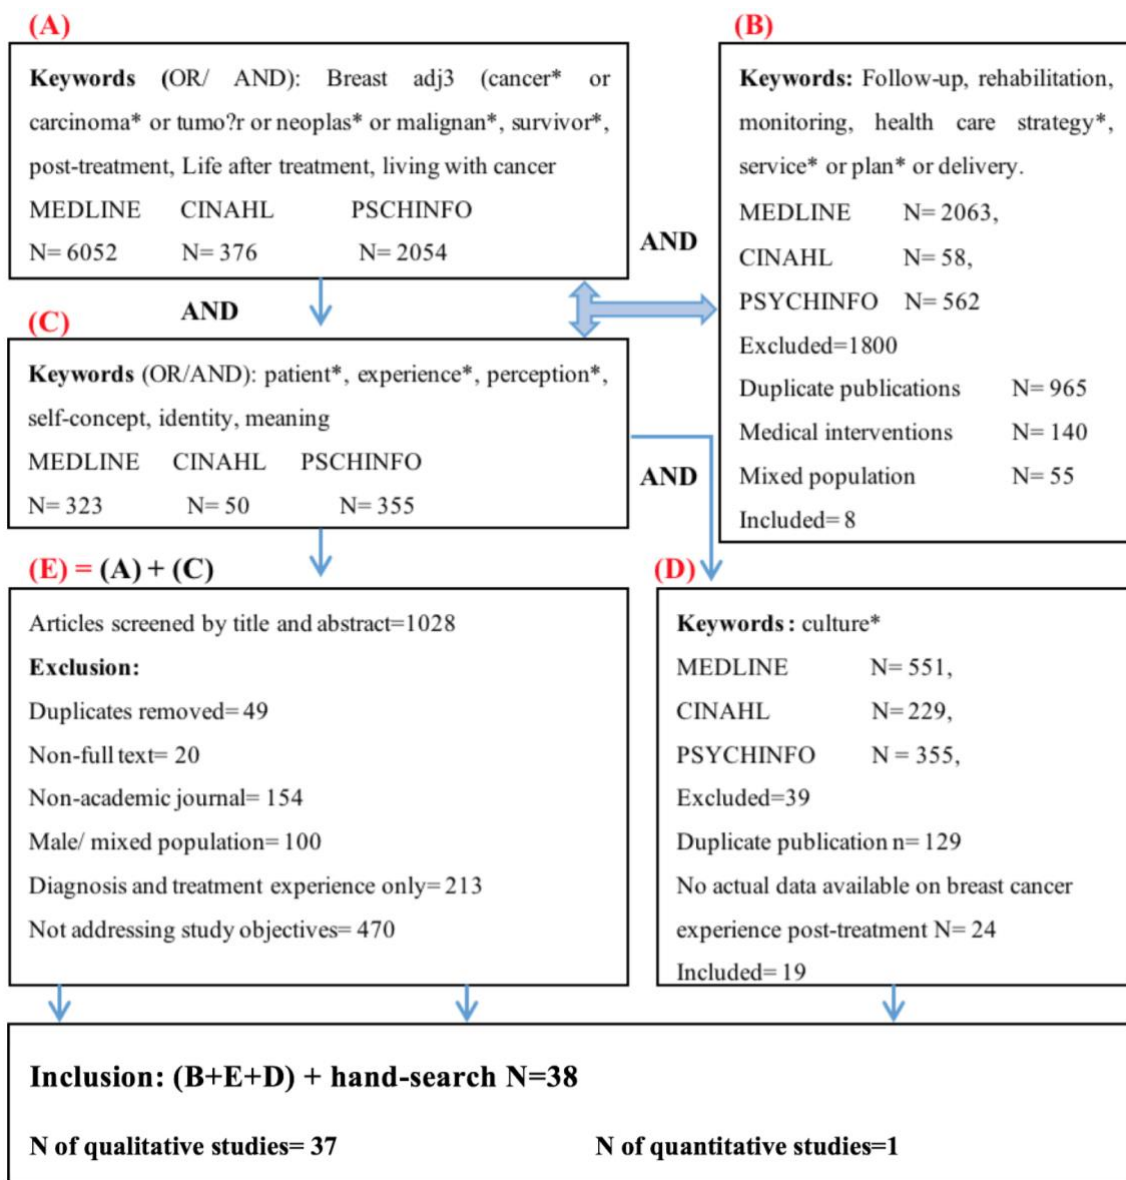 (A)
Keywords (OR/ AND): Breast adj3 (cancer* or
carcinoma* or tumo?r or neoplas* or malignan*, survivor*,
post-treatment, Life after treatment, living with cancer
MEDLINE CINAHL PSCHINFO
N= 6052 N= 376 N= 2054
AND
(B)
Keywords: Follow-up, rehabilitation,
monitoring, health care strategy*,
service* or plan* or delivery.
MEDLINE N= 2063,
CINAHL N= 58,
PSYCHINFO N= 562
Excluded=1800
Duplicate publications N= 965
Medical interventions N= 140
Mixed population N= 55
Included= 8
AND
(C)
Keywords (OR/AND): patient*, experience*, perception*,
self-concept, identity, meaning
MEDLINE CINAHL PSCHINFO
N= 323 N= 50 N= 355
AND
(E) = (A) + (C)
Articles screened by title and abstract=1028
Exclusion:
Duplicates removed= 49
Non-full text= 20
Non-academic journal= 154
Male/ mixed population= 100
Diagnosis and treatment experience only= 213
Not addressing study objectives= 470
(D)
Keywords : culture*
MEDLINE N= 551,
CINAHL N= 229,
PSYCHINFO N = 355,
Excluded=39
Duplicate publication n= 129
No actual data available on breast cancer
experience post-treatment N= 24
Included= 19
Inclusion: (B+E+D) + hand-search N=38
N of qualitative studies= 37 N of quantitative studies=1